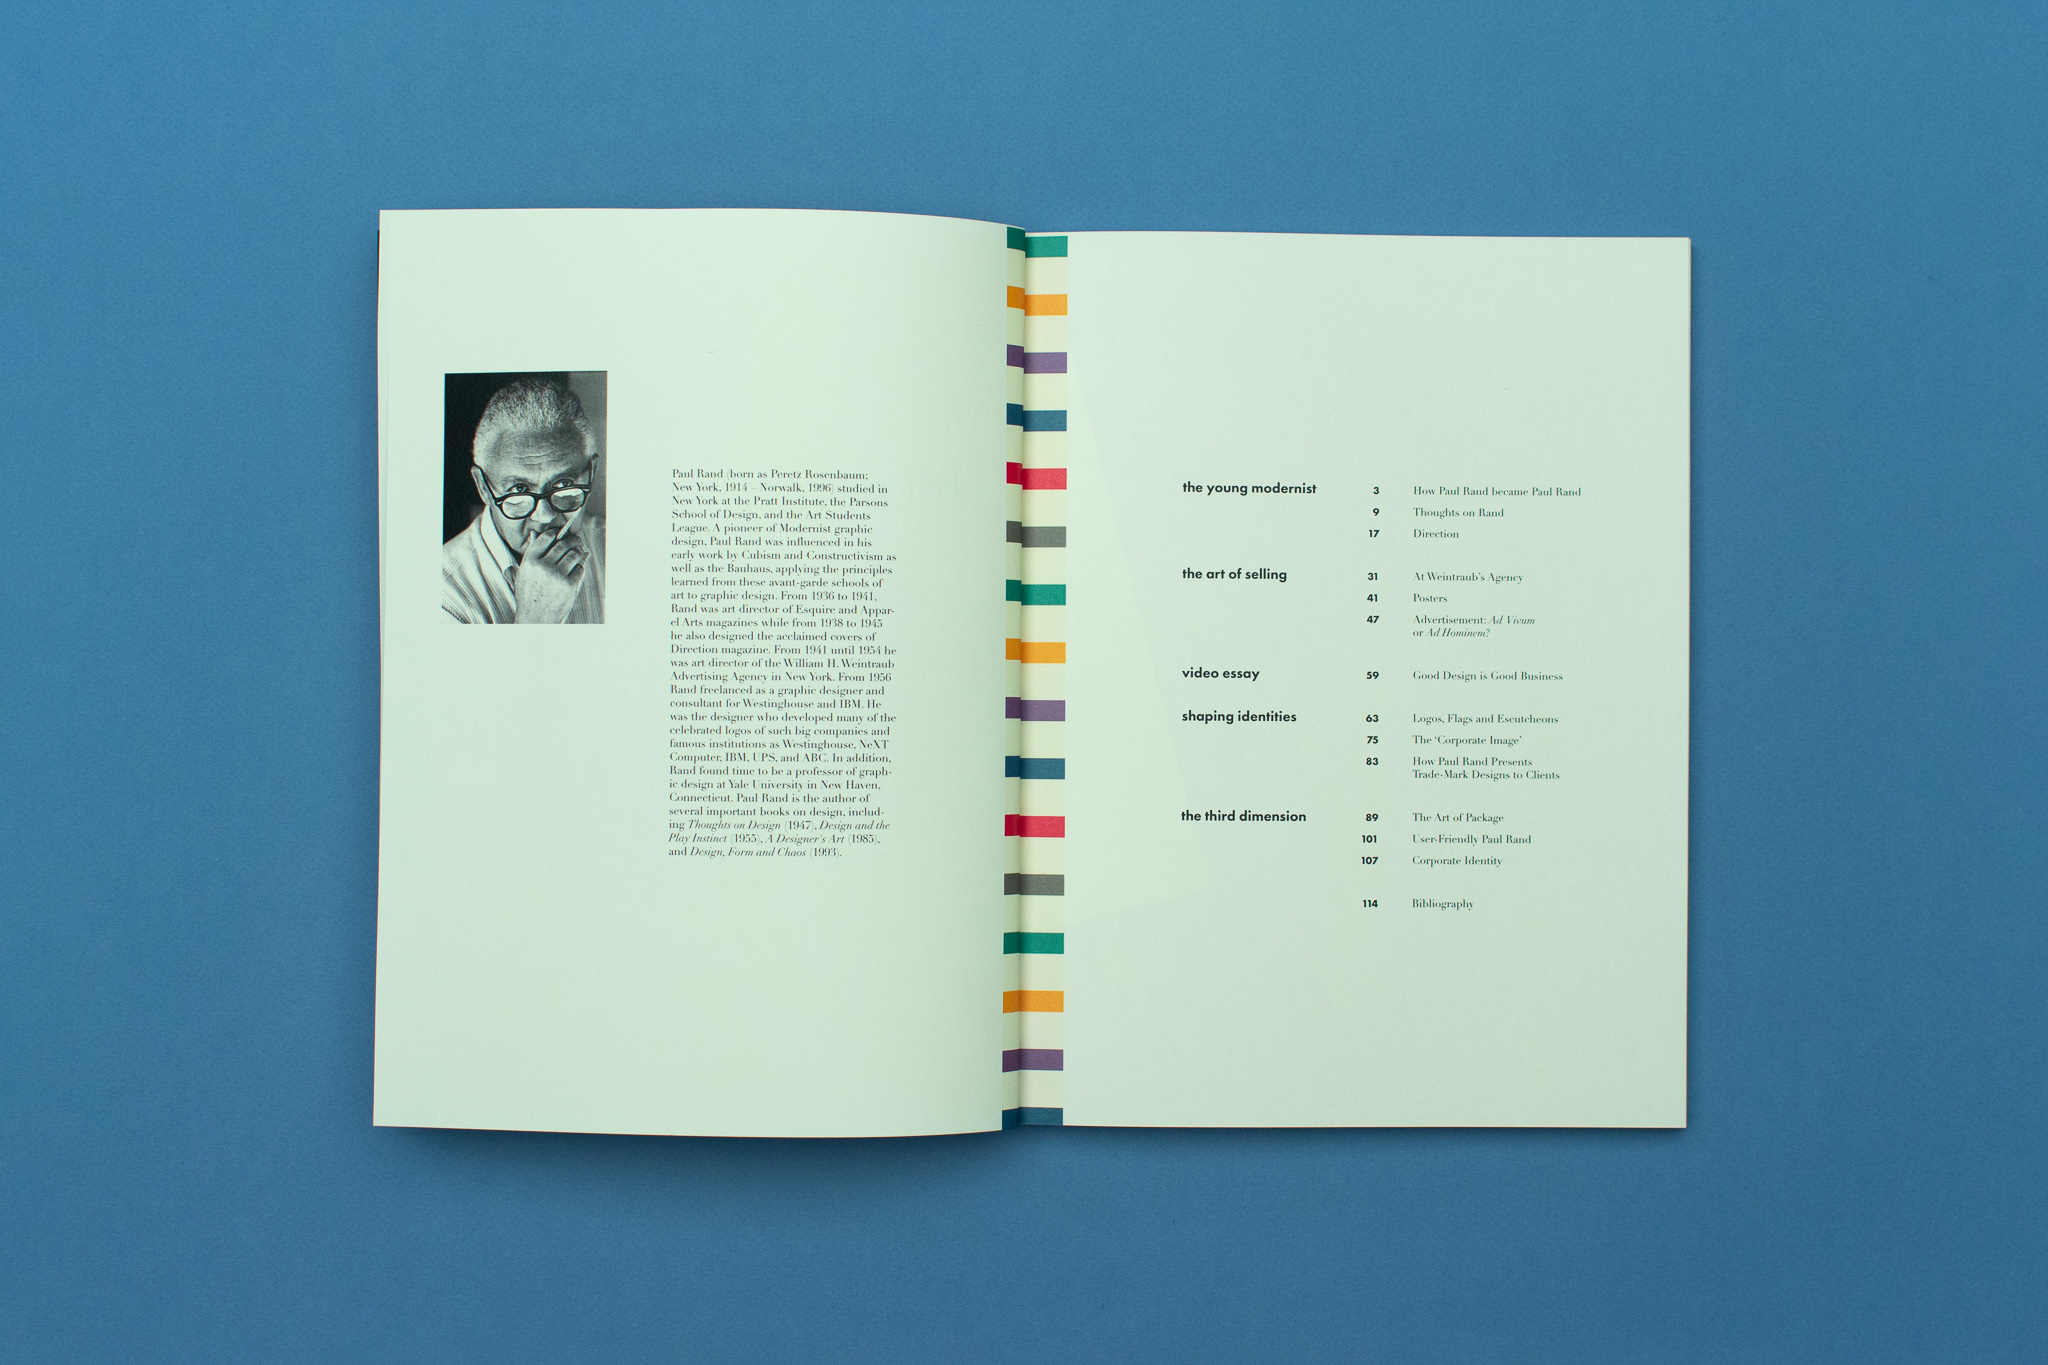 Paul Rand (born as Peretz Rosenbaum;
New York, 1914 – Norwalk, 1996) studied in
New York at the Pratt Institute, the Parsons
School of Design, and the Art Students
League. A pioneer of Modernist graphic
design, Paul Rand was influenced in his
early work by Cubism and Constructivism as
well as the Bauhaus, applying the principles
learned from these avant-garde schools of
art to graphic design. From 1936 to 1941,
Rand was art director of Esquire and Appar-
el Arts magazines while from 1938 to 1945
he also designed the acclaimed covers of
Direction magazine. From 1941 until 1954 he
was art director of the William H. Weintraub
Advertising Agency in New York. From 1956
Rand freelanced as a graphic designer and
consultant for Westinghouse and IBM. He
was the designer who developed many of the
celebrated logos of such big companies and
famous institutions as Westinghouse, NeXT
Computer, IBM, UPS, and ABC. In addition,
Rand found time to be a professor of graph-
ic design at Yale University in New Haven,
Connecticut. Paul Rand is the author of
several important books on design, includ-
ing Thoughts on Design (1947), Design and the
Play Instinct (1955), A Designer's Art (1985),
and Design, Form and Chaos (1993).
the young modernist 3 How Paul Rand became Paul Rand
9 Thoughts on Rand
17 Direction
the art of selling 31 At Weintraub's Agency
41 Posters
47 Advertisement: Ad Vivum
or Ad Hominem?
video essay 59 Good Design is Good Business
shaping identities 63 Logos, Flags and Escutcheons
75 The 'Corporate Image'
83 How Paul Rand Presents
Trade-Mark Designs to Clients
the third dimension 89 The Art of Package
101 User-Friendly Paul Rand
107 Corporate Identity
114 Bibliography